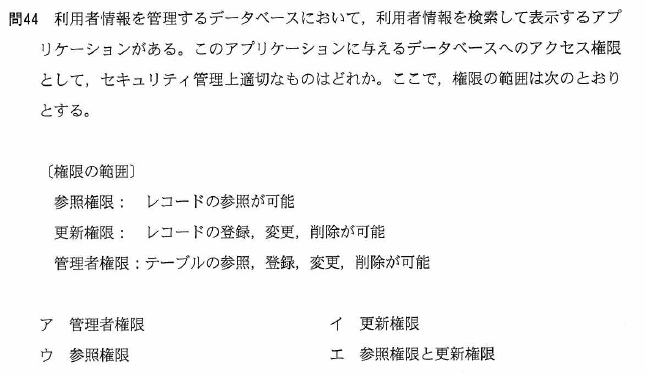 問44 利用者情報を管理するデータベースにおいて，利用者情報を検索して表示するアプ
リケーションがある。このアプリケーションに与えるデータベースへのアクセス権限
として，セキュリティ管理上適切なものはどれか。ここで，権限の範囲は次のとおり
とする。
〔権限の範囲〕
参照権限： レコードの参照が可能
更新権限： レコードの登録，変更，削除が可能
管理者権限：テーブルの参照，登録，変更，削除が可能
ア 管理者権限 イ 更新権限
ウ 参照権限 エ 参照権限と更新権限